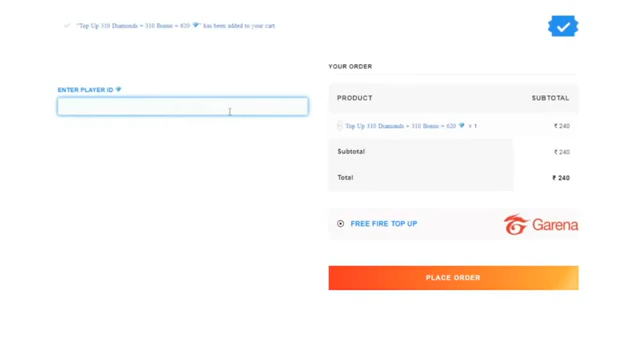 "Top Up 310 Diamonds + 310 Bonus = 620 💎" has been added to your cart
ENTER PLAYER ID 💎
YOUR ORDER
PRODUCT SUBTOTAL
Top Up 310 Diamonds + 310 Bonus = 620 💎 × 1 ₹ 240
Subtotal ₹ 240
Total ₹ 240
FREE FIRE TOP UP Garena
PLACE ORDER